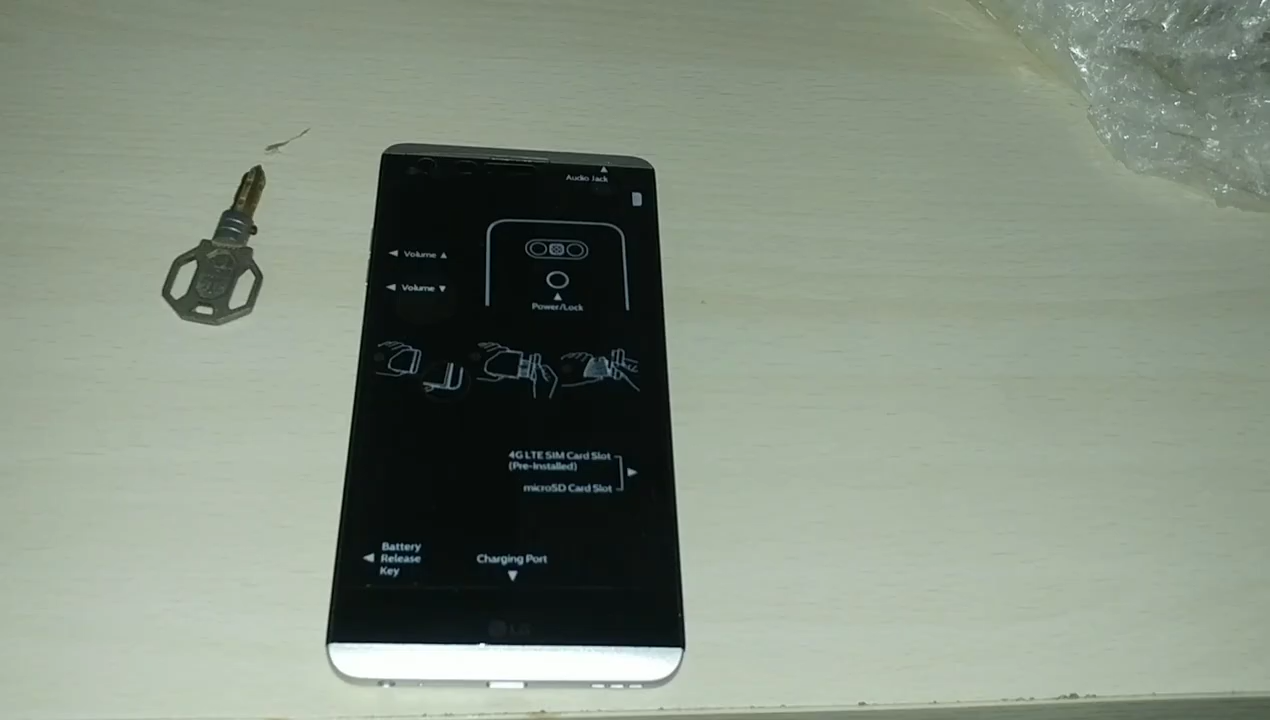 Audio Jack
Volume
Volume
Power/Lock
4G LTE SIM Card Slot
(Pre-Installed)
microSD Card Slot
Battery
Release
Key
Charging Port
LG